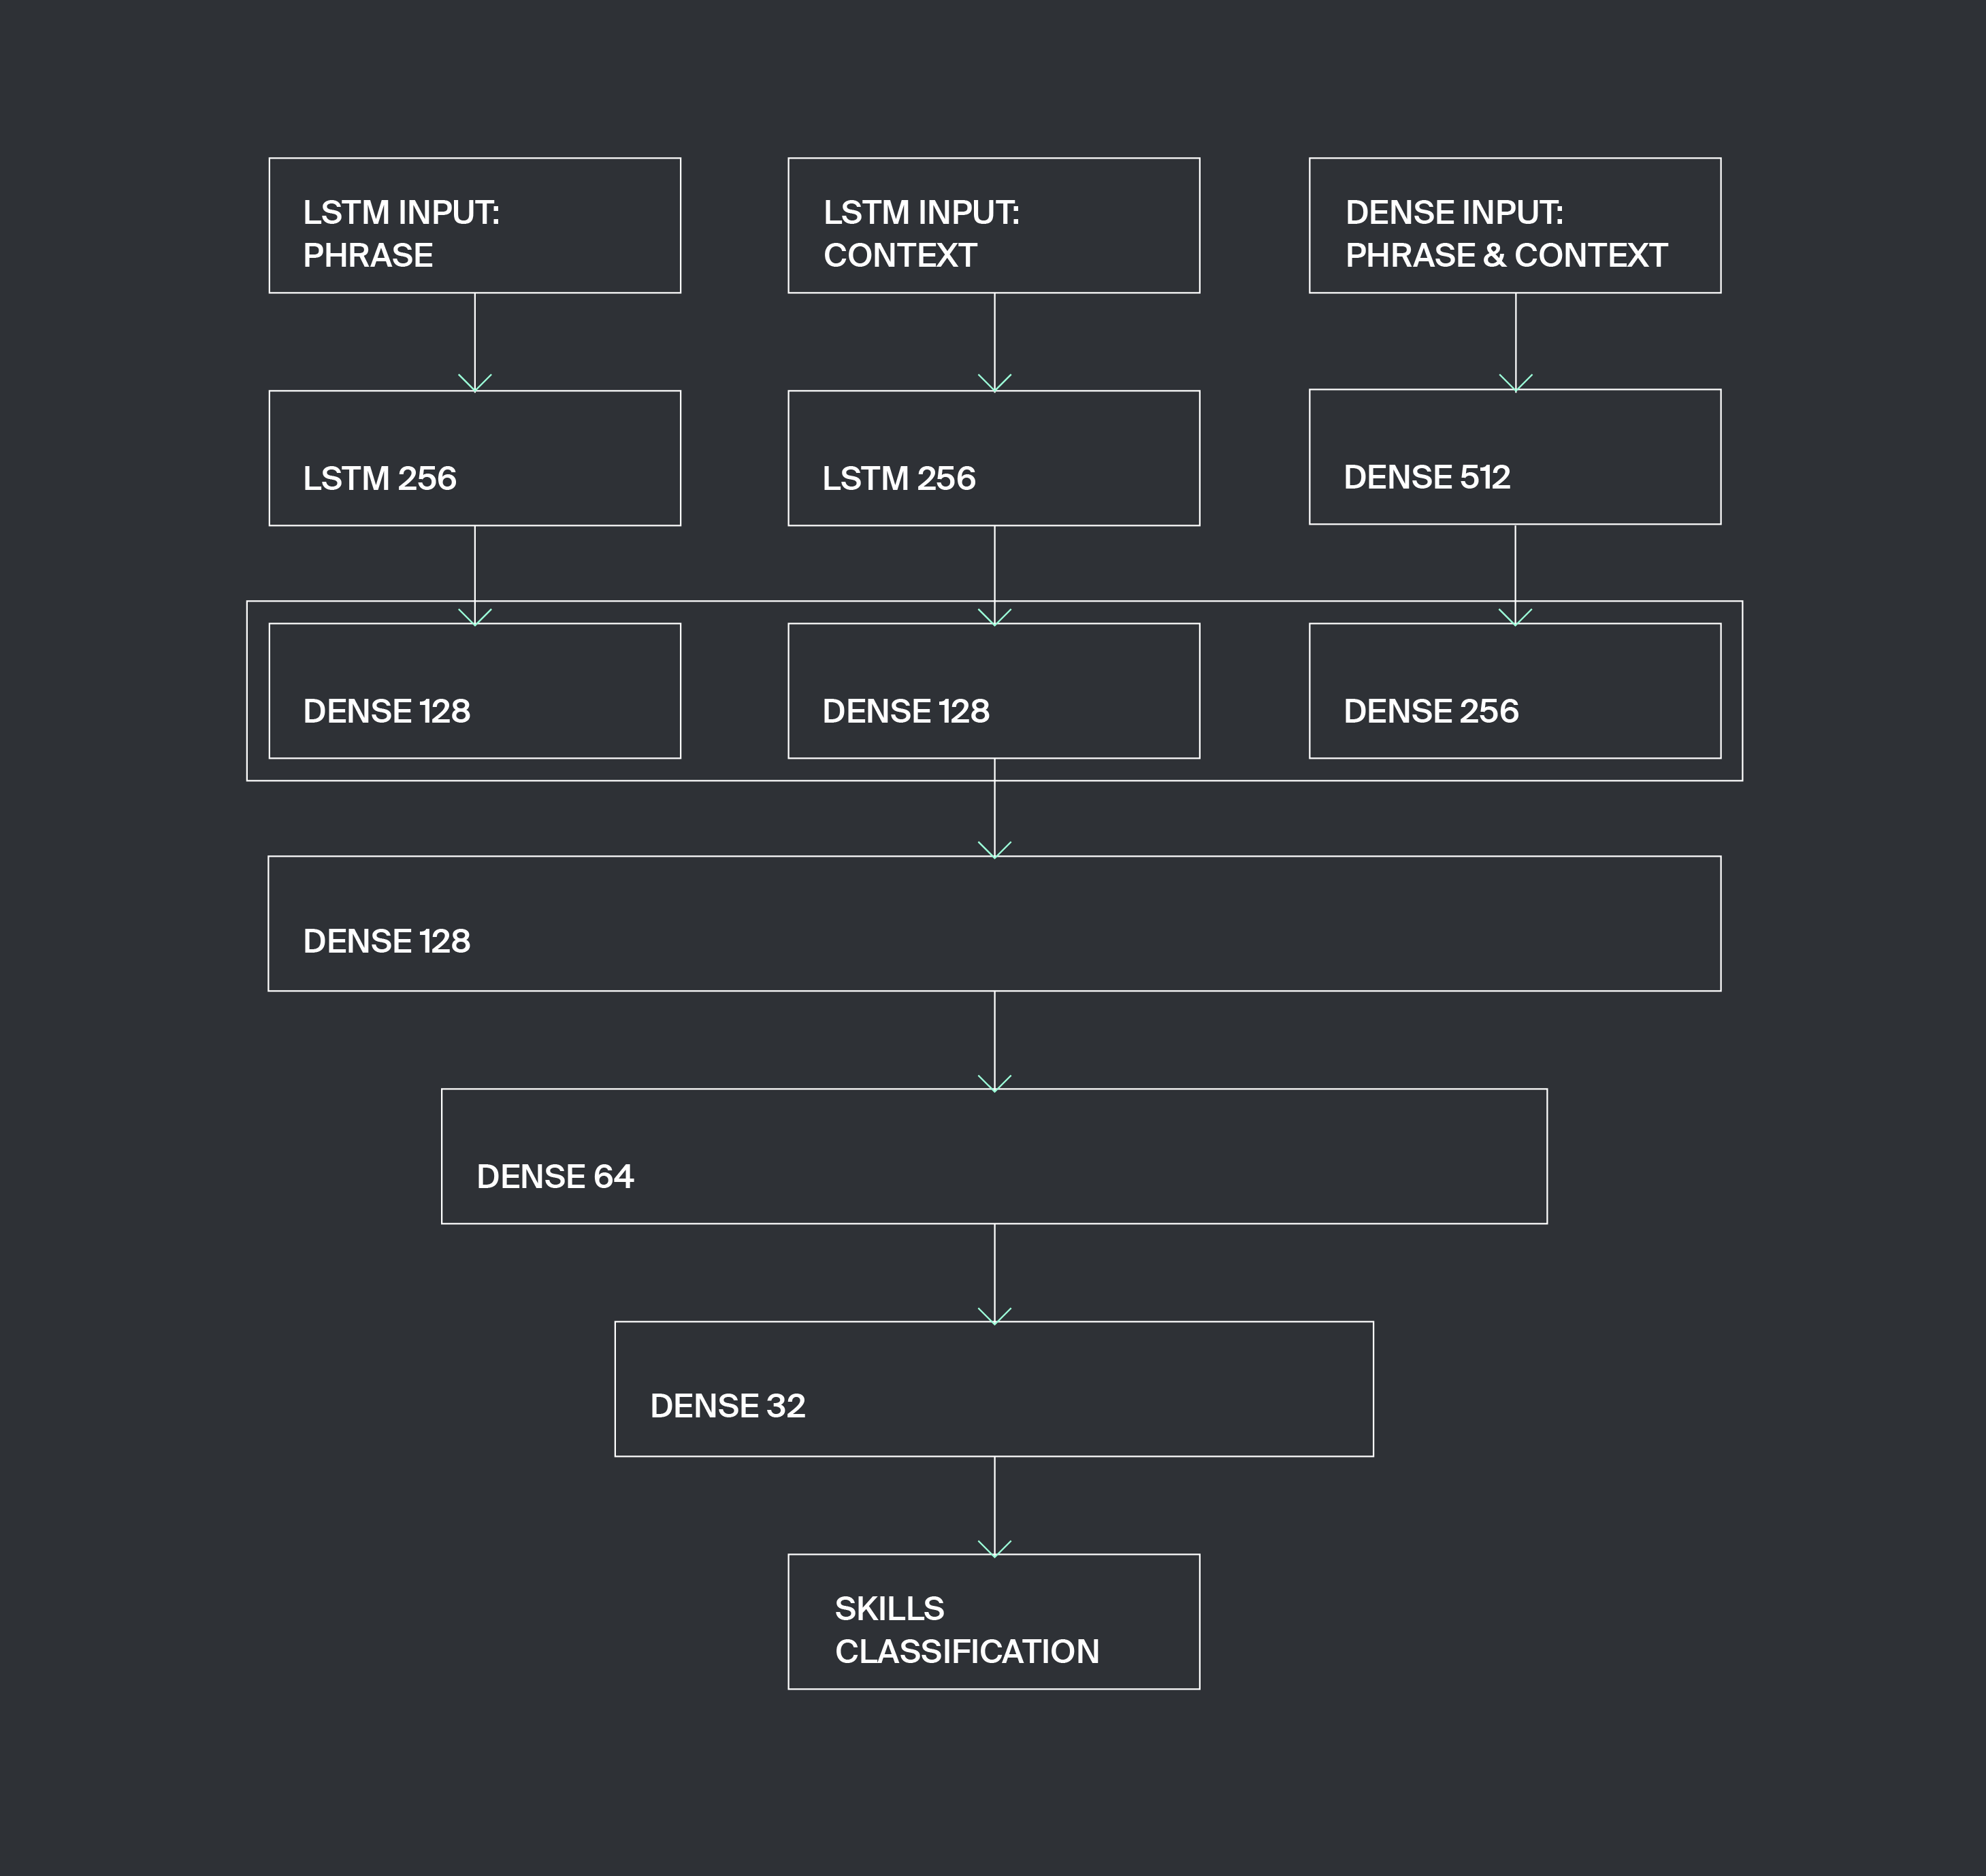 LSTM INPUT:
PHRASE
LSTM INPUT:
CONTEXT
DENSE INPUT:
PHRASE & CONTEXT
LSTM 256
LSTM 256
DENSE 512
DENSE 128
DENSE 128
DENSE 256
DENSE 128
DENSE 64
DENSE 32
SKILLS
CLASSIFICATION